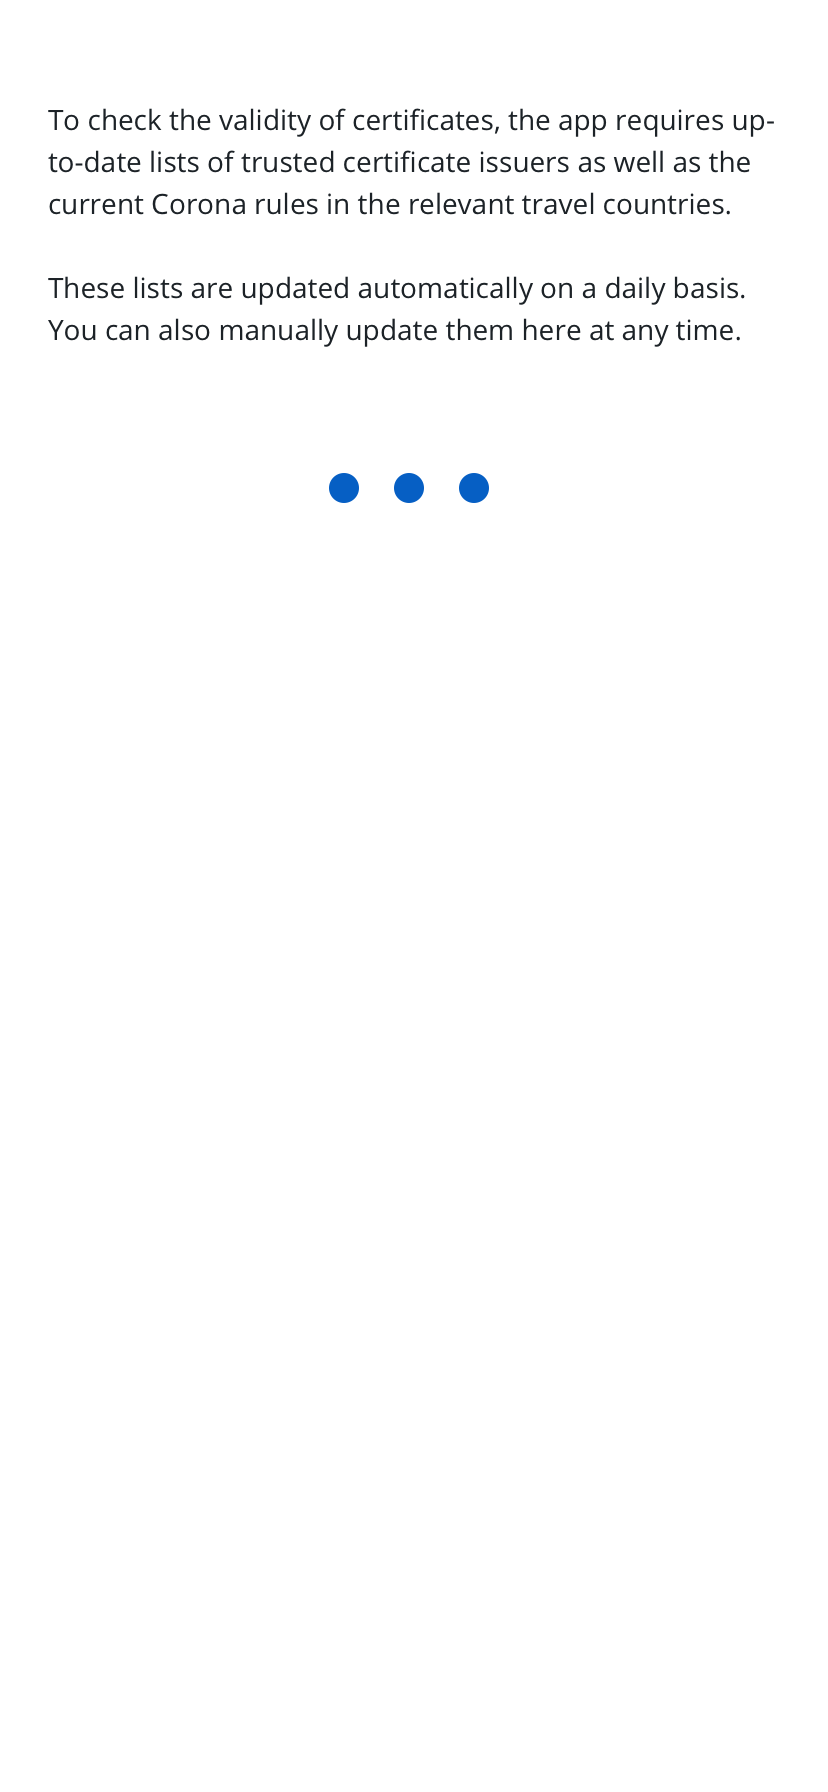 To check the validity of certificates, the app requires up-
to-date lists of trusted certificate issuers as well as the
current Corona rules in the relevant travel countries.
These lists are updated automatically on a daily basis.
You can also manually update them here at any time.